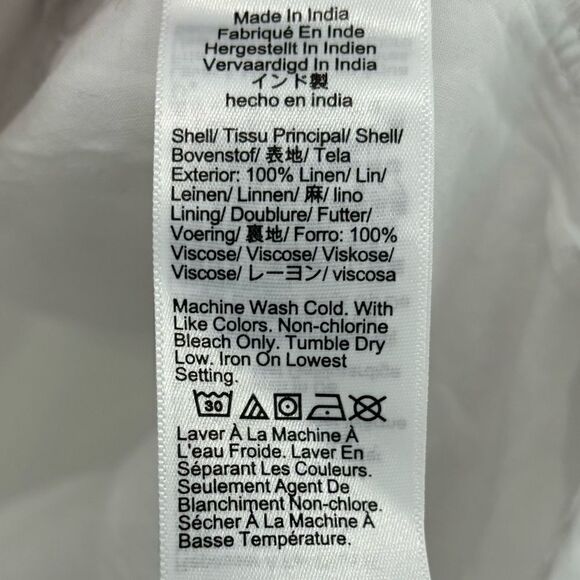 Made In India
Fabriqué En Inde
Hergestellt In Indien
Vervaardigd In India
インド製
hecho en india
Shell/ Tissu Principal/ Shell/
Bovenstof/ 表地/ Tela
Exterior: 100% Linen/ Lin/
Leinen/ Linnen/ 麻/ lino
Lining/ Doublure/ Futter/
Voering/ 裏地/ Forro: 100%
Viscose/ Viscose/ Viskose/
Viscose/ レーヨン/ viscosa
Machine Wash Cold. With
Like Colors. Non-chlorine
Bleach Only. Tumble Dry
Low. Iron On Lowest
Setting.
30
Laver À La Machine À
L'eau Froide. Laver En
Séparant Les Couleurs.
Seulement Agent De
Blanchiment Non-chlore.
Sécher À La Machine À
Basse Température.